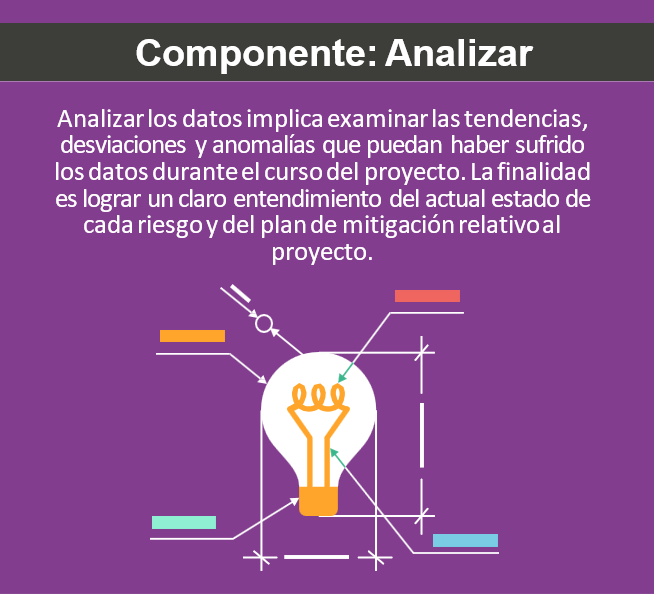 Componente: Analizar
Analizar los datos implica examinar las tendencias,
desviaciones y anomalías que puedan haber sufrido
los datos durante el curso del proyecto. La finalidad
es lograr un claro entendimiento del actual estado de
cada riesgo y del plan de mitigación relativo al
proyecto.